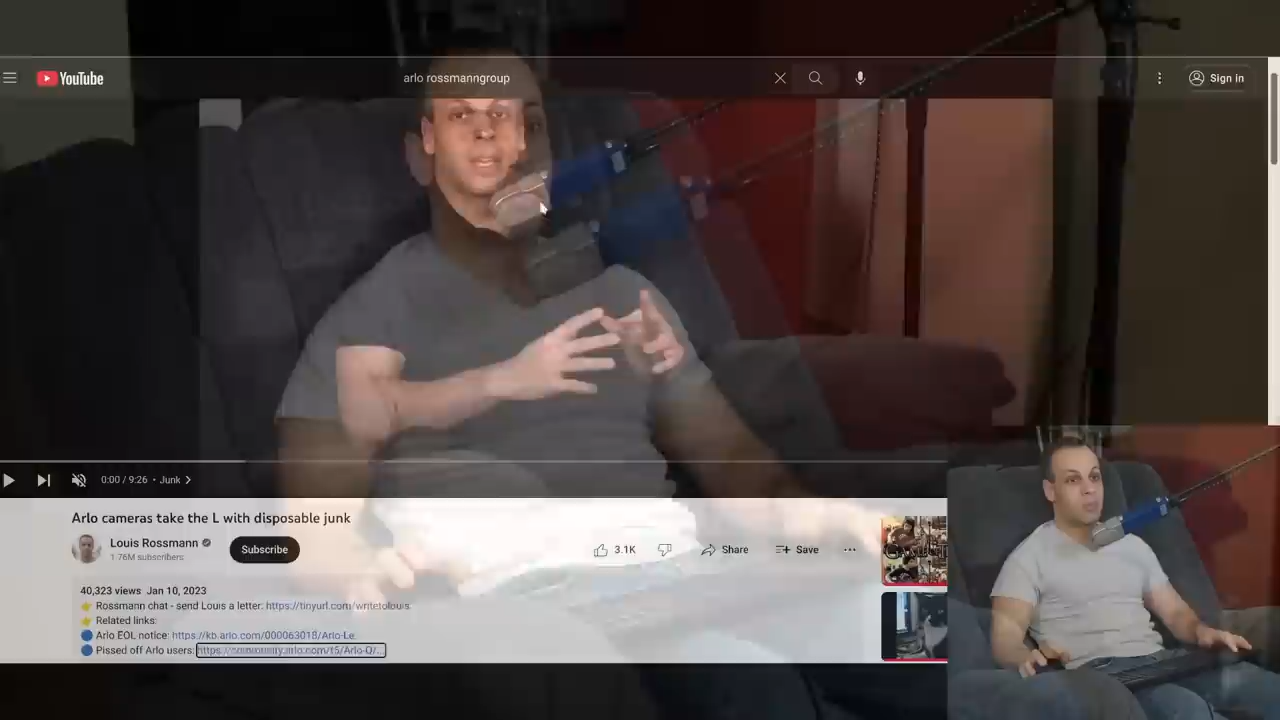 YouTube
arlo rossmanngroup
Sign in
0:00 / 9:26 • Junk
Arlo cameras take the L with disposable junk
Louis Rossmann
1.76M subscribers
Subscribe
3.1K
Share
Save
40,323 views Jan 10, 2023
👉 Rossmann chat - send Louis a letter: https://tinyurl.com/writetolouis
👉 Related links:
🔵 Arlo EOL notice: https://kb.arlo.com/000063018/Arlo-Le
🔵 Pissed off Arlo users: https://community.arlo.com/t5/Arlo-Q/...